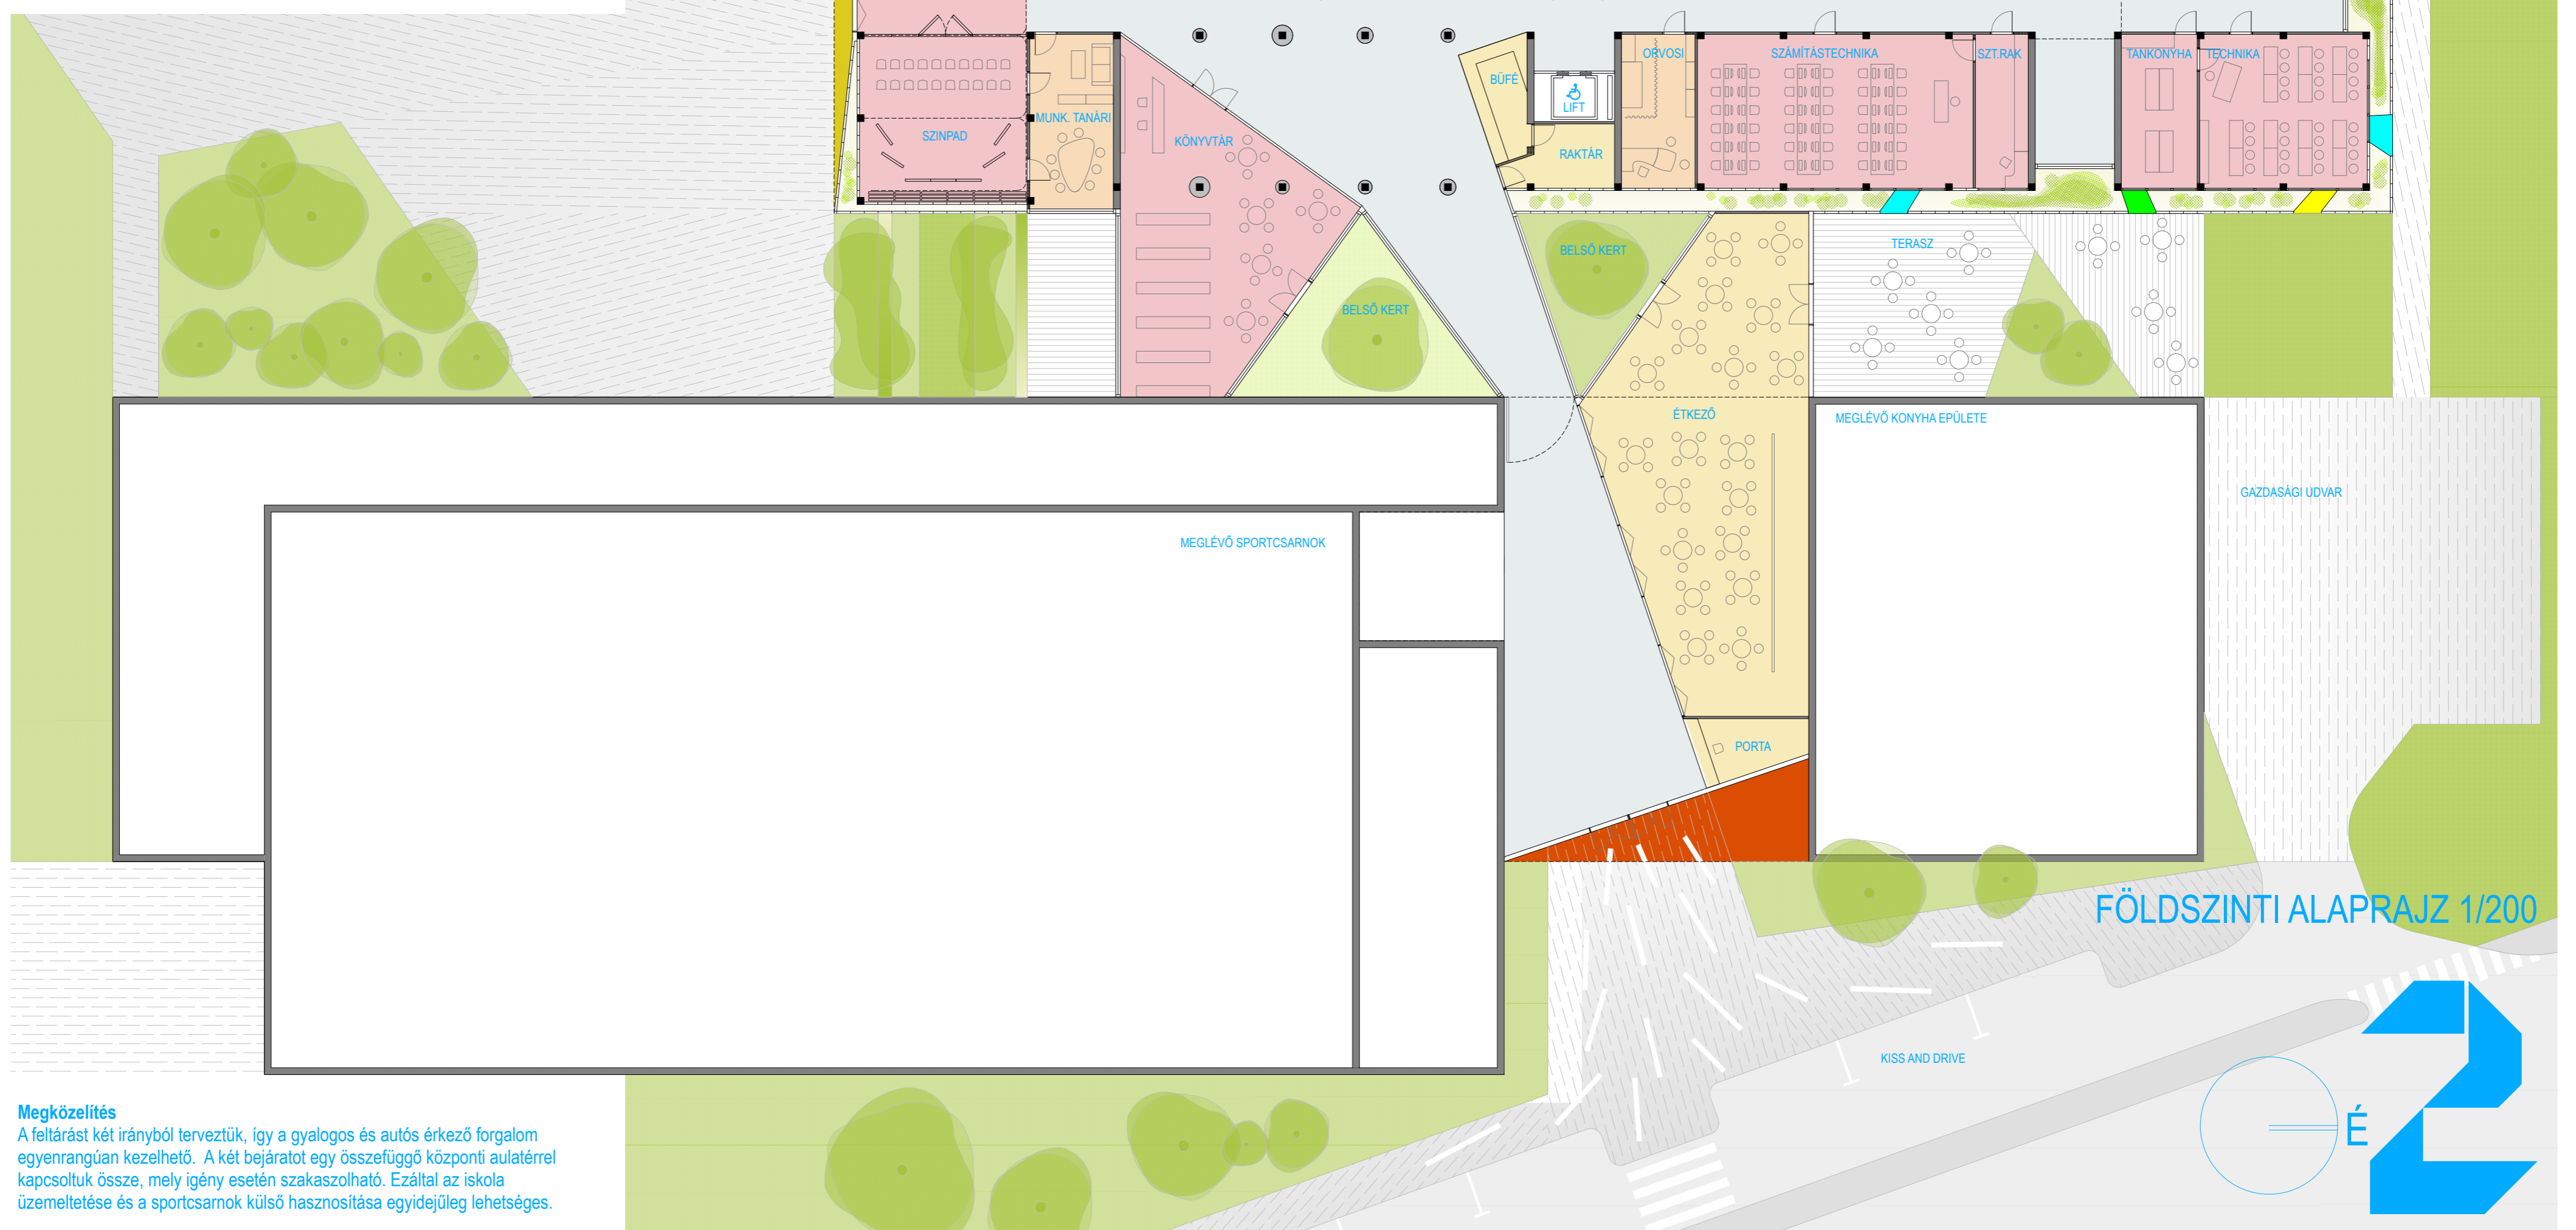 ORVOSI
SZÁMÍTÁSTECHNIKA
SZT.RAK
TANKONYHA
TECHNIKA
BÜFÉ
LIFT
MUNK. TANÁRI
SZINPAD
KÖNYVTÁR
RAKTÁR
TERASZ
BELSŐ KERT
BELSŐ KERT
ÉTKEZŐ
MEGLÉVŐ KONYHA EPÜLETE
GAZDASÁGI UDVAR
MEGLÉVŐ SPORTCSARNOK
PORTA
FÖLDSZINTI ALAPRAJZ 1/200
KISS AND DRIVE
É
2
Megközelítés
A feltárást két irányból terveztük, így a gyalogos és autós érkező forgalom
egyenrangúan kezelhető. A két bejáratot egy összefüggő központi aulatérrel
kapcsoltuk össze, mely igény esetén szakaszolható. Ezáltal az iskola
üzemeltetése és a sportcsarnok külső hasznosítása egyidejűleg lehetséges.